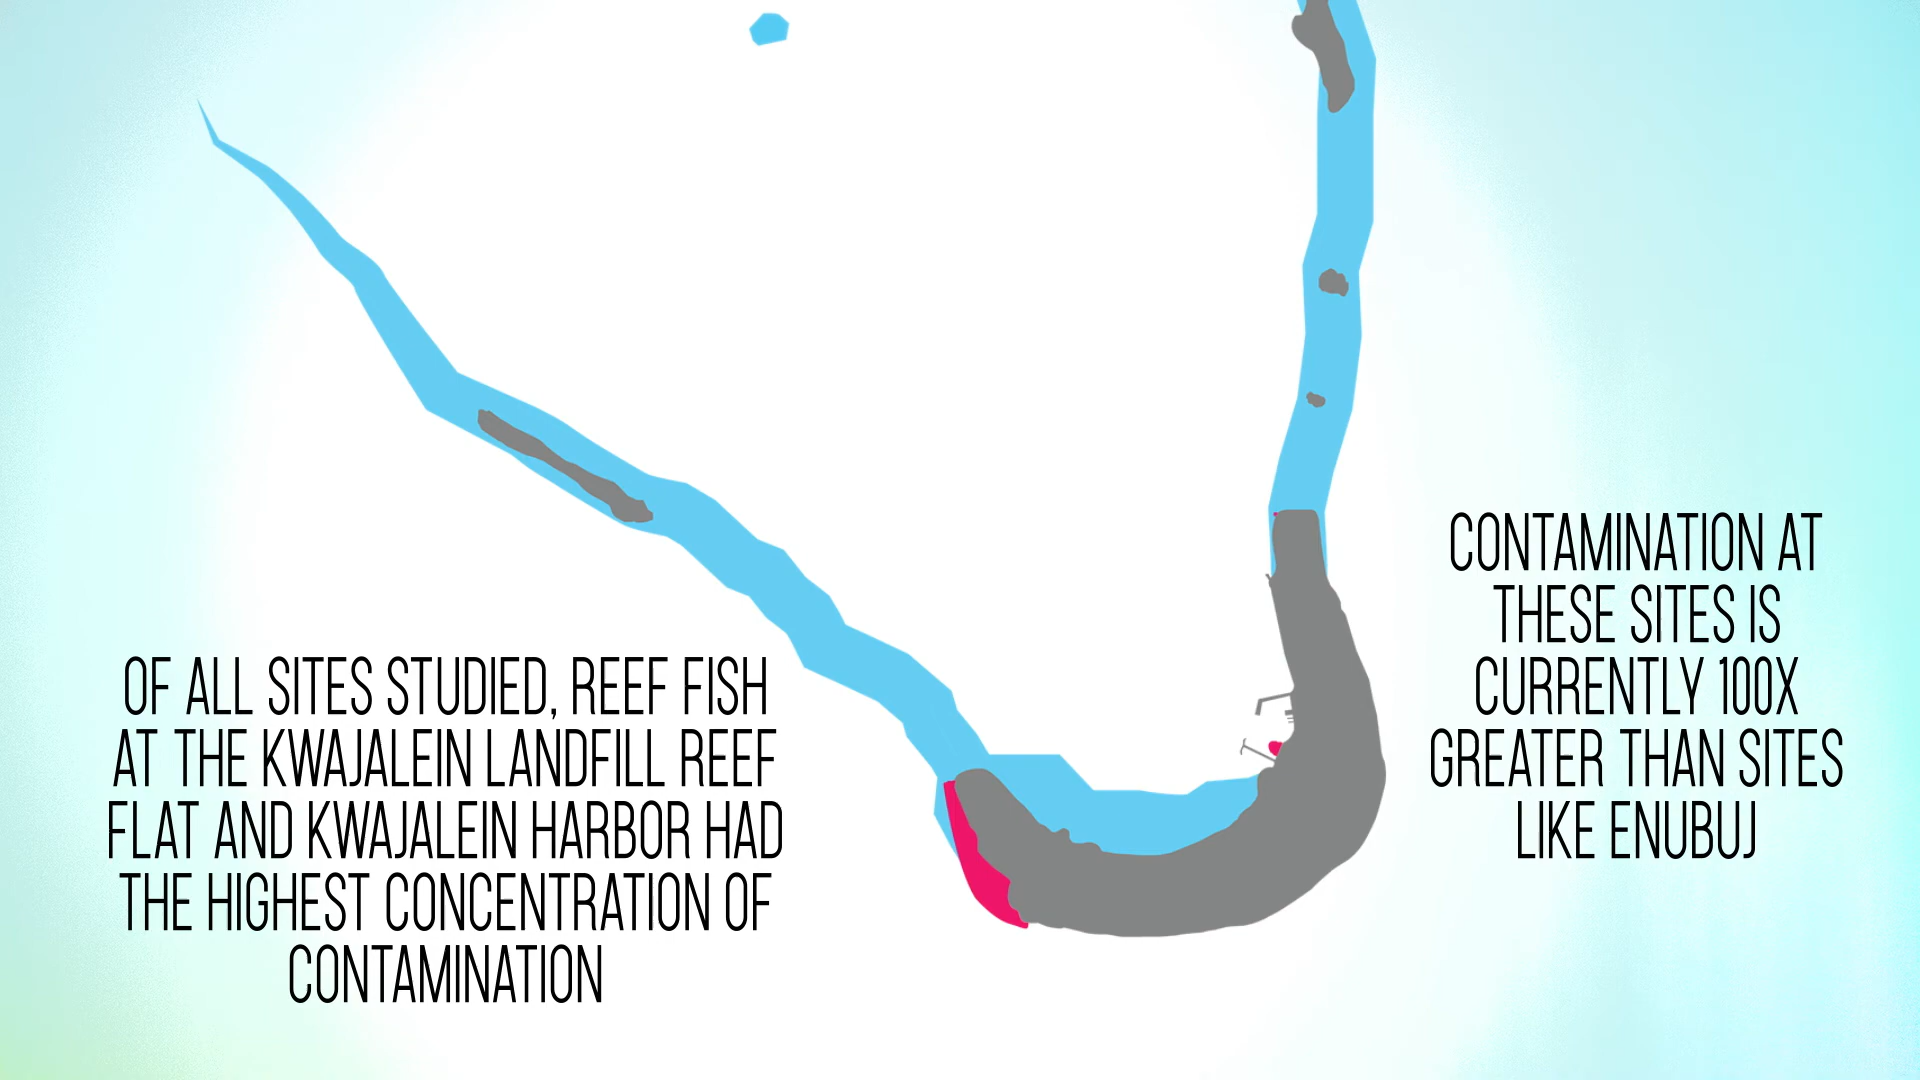 OF ALL SITES STUDIED, REEF FISH
AT THE KWAJALEIN LANDFILL REEF
FLAT AND KWAJALEIN HARBOR HAD
THE HIGHEST CONCENTRATION OF
CONTAMINATION
CONTAMINATION AT
THESE SITES IS
CURRENTLY 100X
GREATER THAN SITES
LIKE ENUBUJ